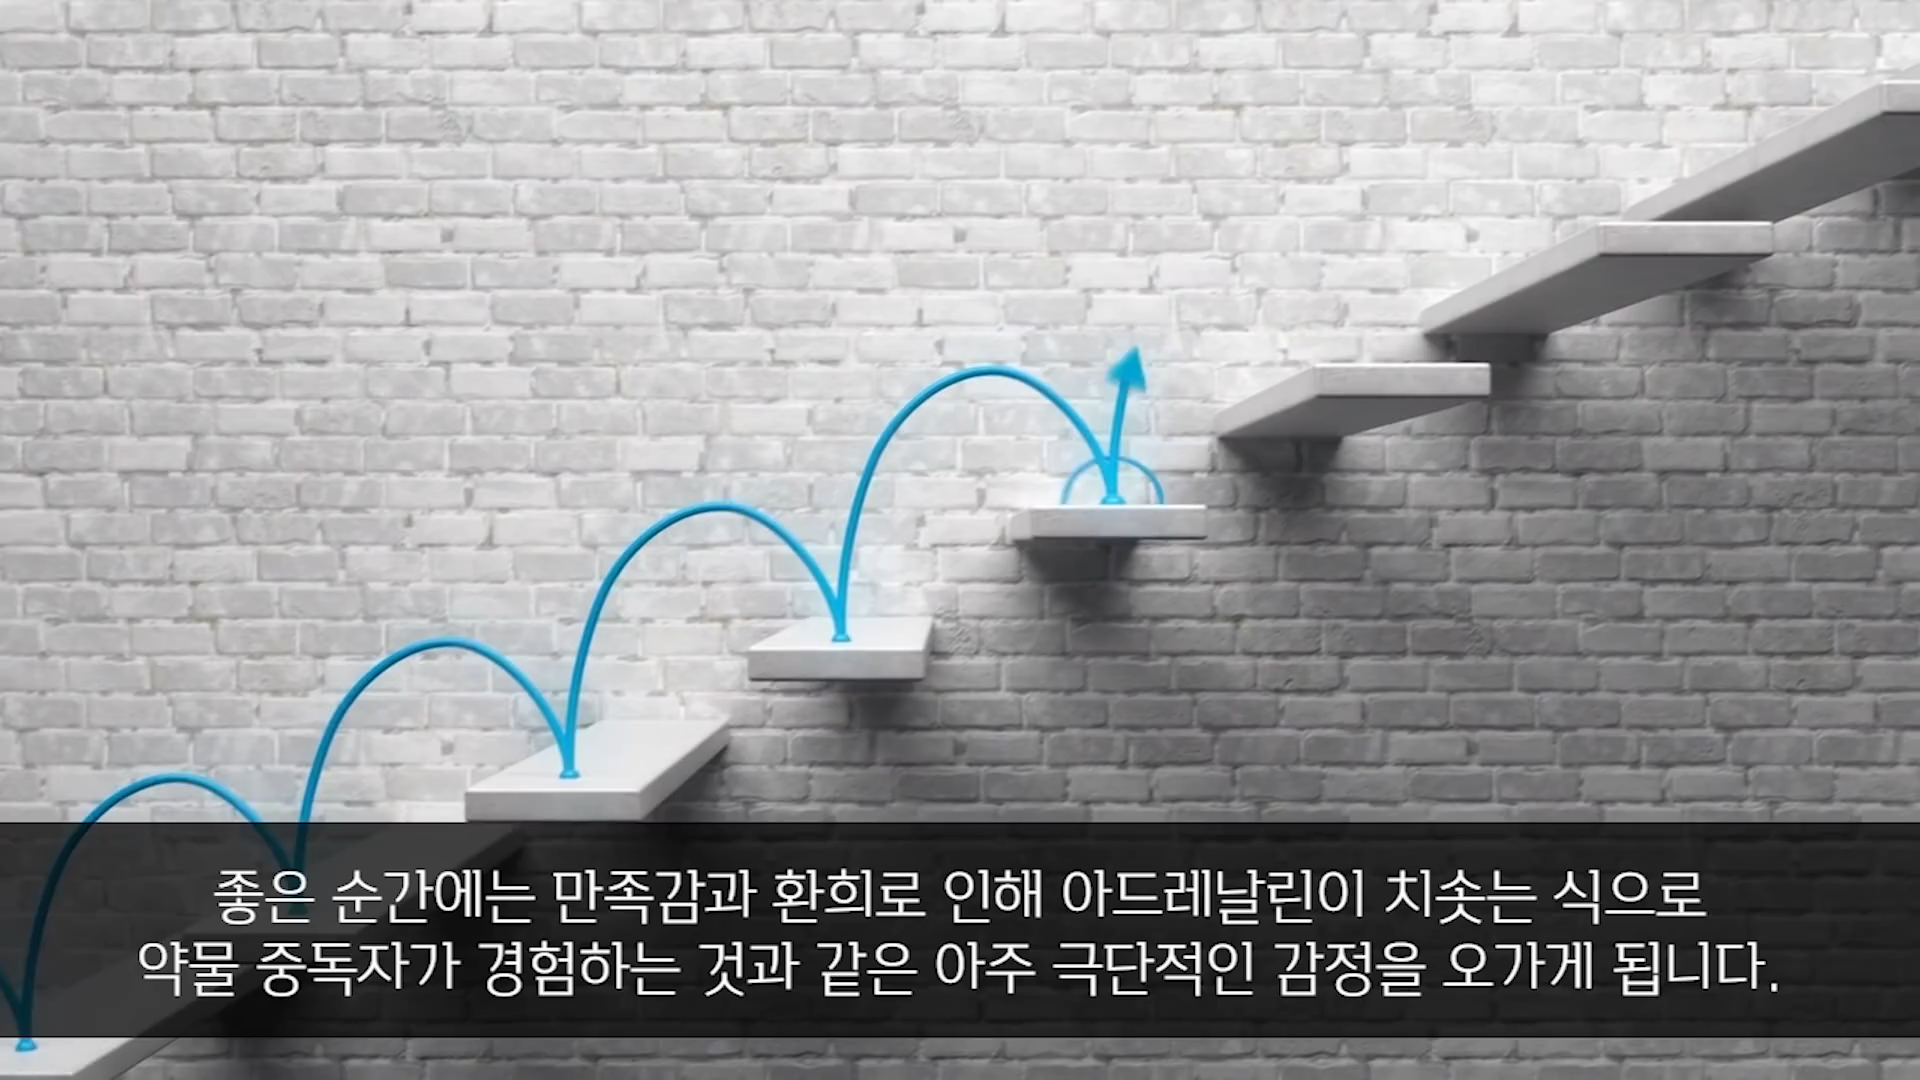 좋은 순간에는 만족감과 환희로 인해 아드레날린이 치솟는 식으로
약물 중독자가 경험하는 것과 같은 아주 극단적인 감정을 오가게 됩니다.